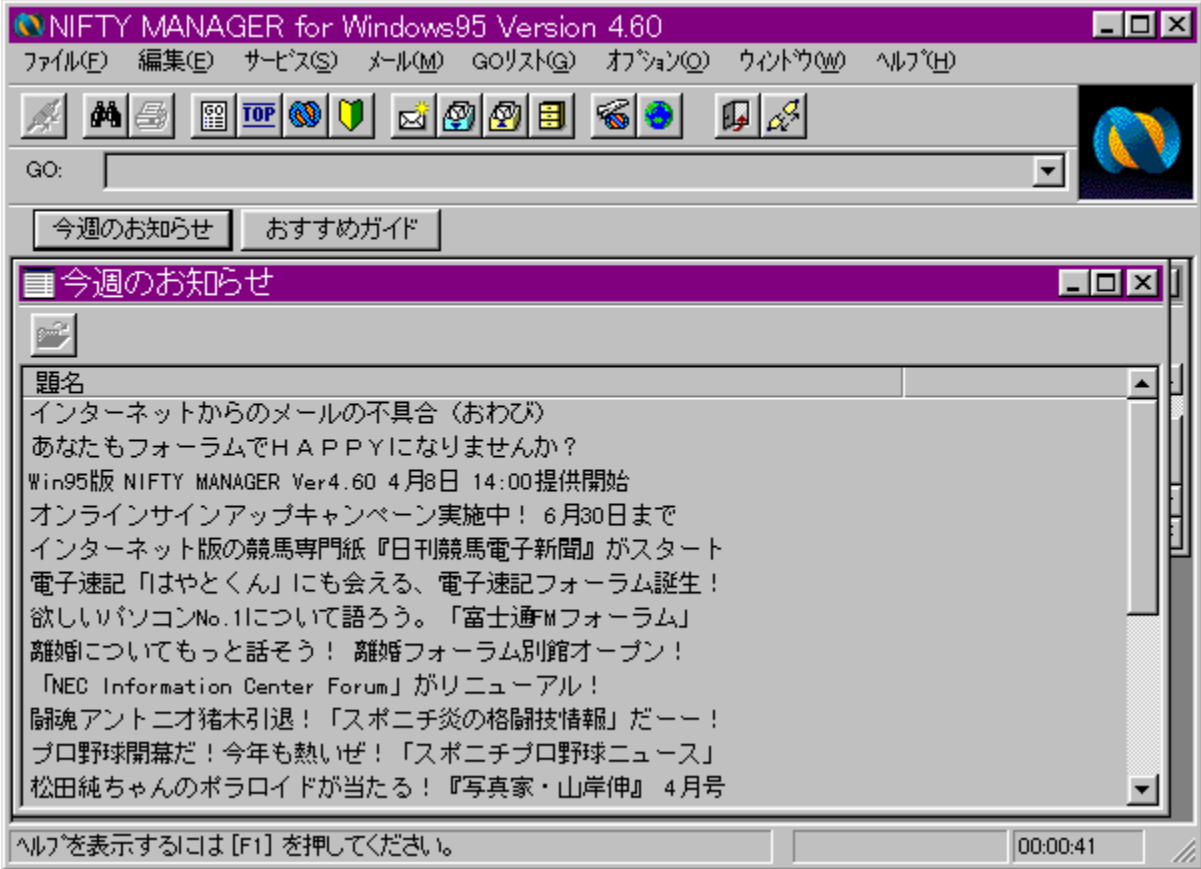 NIFTY MANAGER for Windows95 Version 4.60
ファイル(F) 編集(E) サービス(S) メール(M) GOリスト(G) オプション(O) ウィンドウ(W) ヘルプ(H)
GO TOP
GO:
今週のお知らせ おすすめガイド
今週のお知らせ
題名
インターネットからのメールの不具合（おわび）
あなたもフォーラムでＨＡＰＰＹになりませんか？
Win95版 NIFTY MANAGER Ver4.60 4月8日 14:00提供開始
オンラインサインアップキャンペーン実施中！ 6月30日まで
インターネット版の競馬専門紙『日刊競馬電子新聞』がスタート
電子速記「はやとくん」にも会える、電子速記フォーラム誕生！
欲しいパソコンNo.1について語ろう。「富士通FMフォーラム」
離婚についてもっと話そう！ 離婚フォーラム別館オープン！
「NEC Information Center Forum」がリニューアル！
闘魂アントニオ猪木引退！「スポニチ炎の格闘技情報」だーー！
プロ野球開幕だ！今年も熱いぜ！「スポニチプロ野球ニュース」
松田純ちゃんのポラロイドが当たる！『写真家・山岸伸』 4月号
ヘルプを表示するには [F1] を押してください。 00:00:41